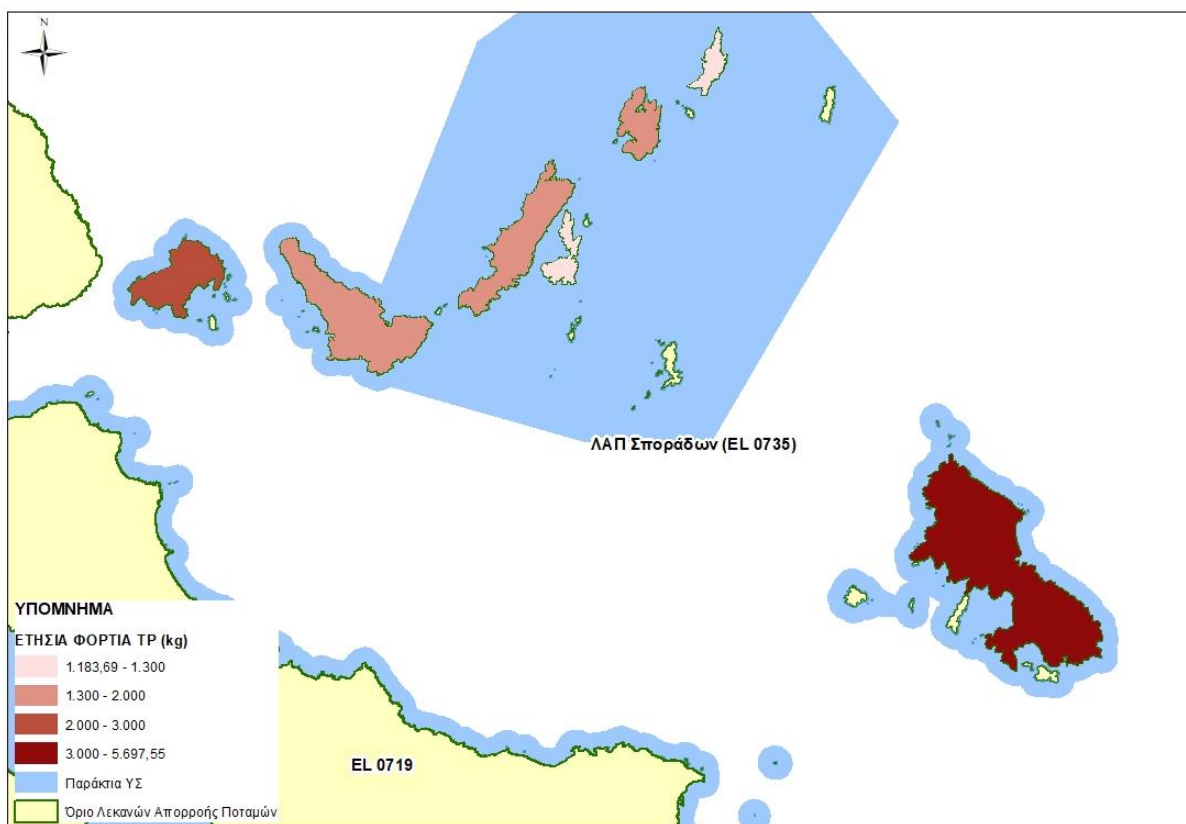 N
ΛΑΠ Σποράδων (EL 0735)
ΥΠΟΜΝΗΜΑ
ΕΤΗΣΙΑ ΦΟΡΤΙΑ TP (kg)
1.183,69 - 1.300
1.300 - 2.000
2.000 - 3.000
3.000 - 5.697,55
Παράκτια ΥΣ
Όριο Λεκανών Απορροής Ποταμών
EL 0719